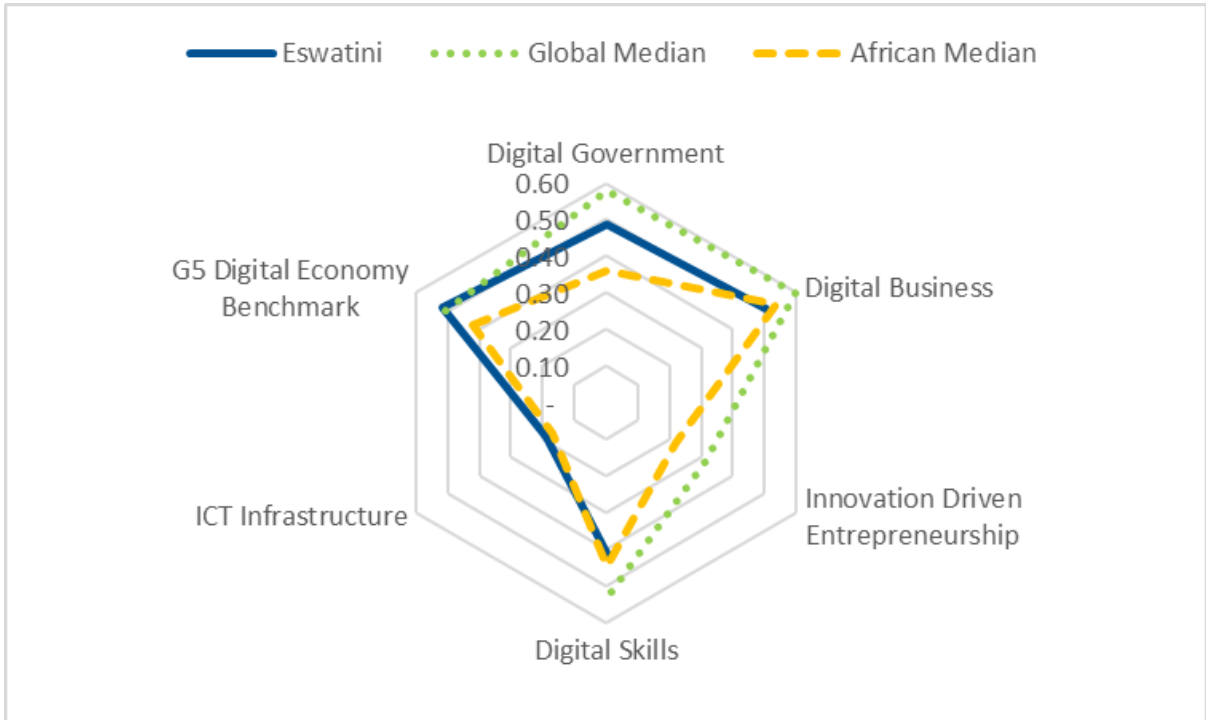 Eswatini
Global Median
African Median
Digital Government
0.60
0.50
0.40
0.30
0.20
0.10
-
Digital Business
Innovation Driven
Entrepreneurship
Digital Skills
ICT Infrastructure
G5 Digital Economy
Benchmark